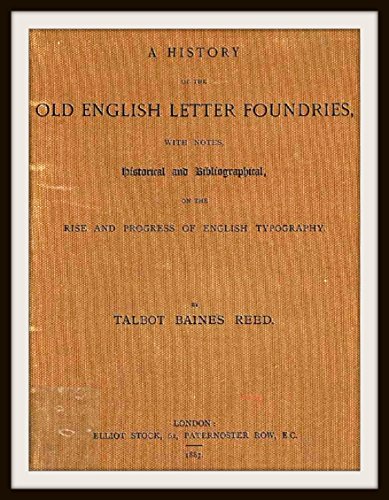 A HISTORY
OF THE
OLD ENGLISH LETTER FOUNDRIES,
WITH NOTES,
Historical and Bibliographical,
ON THE
RISE AND PROGRESS OF ENGLISH TYPOGRAPHY.
BY
TALBOT BAINES REED.
LONDON:
ELLIOT STOCK, 62, PATERNOSTER ROW, E.C.
1887